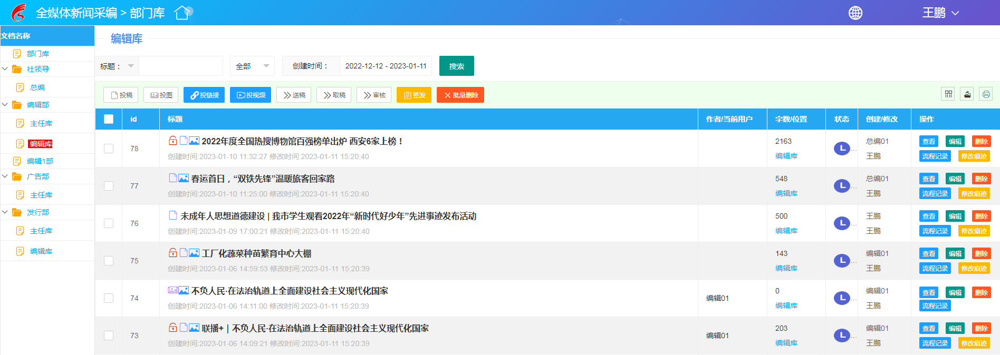 全媒体新闻采编 > 部门库
王鹏
文档名称
部门库
社领导
总编
编辑部
主任库
编辑库
编辑1部
广告部
主任库
发行部
主任库
编辑库
编辑库
标题： 全部 创建时间： 2022-12-12 - 2023-01-11 搜索
投稿 投图 投链接 投视频 送稿 取稿 审核 签发 批量删除
id 标题 作者/当前用户 字数/位置 状态 创建/修改 操作
78 2022年度全国热搜博物馆百强榜单出炉 西安6家上榜！ 2163 L... 总编01 查看 编辑 删除
创建时间:2023-01-10 11:32:27 修改时间:2023-01-11 15:20:40 编辑库 王鹏 流程记录 修改痕迹
77 春运首日，“双铁先锋”温暖旅客回家路 548 L... 总编01 查看 编辑 删除
创建时间:2023-01-10 11:25:00 修改时间:2023-01-11 15:20:40 编辑库 王鹏 流程记录 修改痕迹
76 未成年人思想道德建设 | 我市学生观看2022年“新时代好少年”先进事迹发布活动 500 L... 王鹏 查看 编辑 删除
创建时间:2023-01-09 17:00:21 修改时间:2023-01-11 15:20:40 编辑库 王鹏 流程记录 修改痕迹
75 工厂化蔬菜种苗繁育中心大棚 143 L... 编辑01 查看 编辑 删除
创建时间:2023-01-06 14:59:53 修改时间:2023-01-11 15:20:39 编辑库 王鹏 流程记录 修改痕迹
74 不负人民·在法治轨道上全面建设社会主义现代化国家 编辑01 0 L... 编辑01 查看 编辑 删除
创建时间:2023-01-06 14:11:00 修改时间:2023-01-11 15:20:39 编辑库 王鹏 流程记录
73 联播+ | 不负人民·在法治轨道上全面建设社会主义现代化国家 编辑01 203 L... 编辑01 查看 编辑 删除
创建时间:2023-01-06 14:09:21 修改时间:2023-01-11 15:20:39 编辑库 王鹏 流程记录 修改痕迹